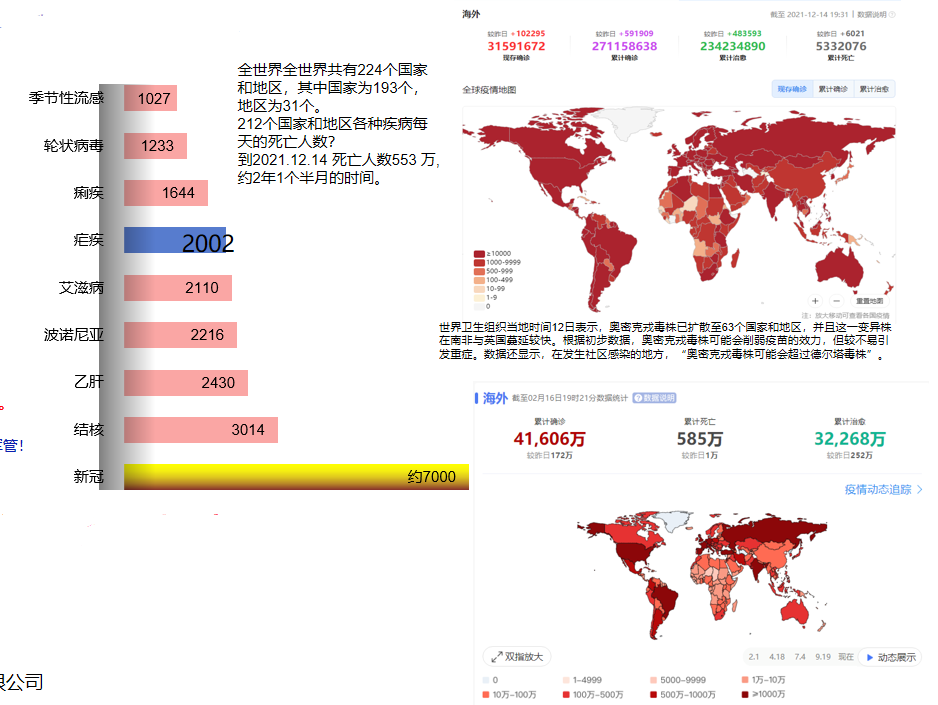 季节性流感 1027
轮状病毒 1233
痢疾 1644
疟疾 2002
艾滋病 2110
波诺尼亚 2216
乙肝 2430
结核 3014
新冠 约7000
全世界全世界共有224个国家
和地区，其中国家为193个，
地区为31个。
212个国家和地区各种疾病每
天的死亡人数？
到2021.12.14 死亡人数553 万，
约2年1个半月的时间。
。
管！
限公司
海外 截至 2021-12-14 19:31 | 数据说明
较昨日 +102295 较昨日 +591909 较昨日 +483593 较昨日 +6021
31591672 271158638 234234890 5332076
现存确诊 累计确诊 累计治愈 累计死亡
全球疫情地图 现存确诊 累计确诊 累计治愈
≥10000
1000-9999
500-999
100-499
10-99
1-9
0
+ − 重置地图
注：放大移动可查看各国疫情
世界卫生组织当地时间12日表示，奥密克戎毒株已扩散至63个国家和地区，并且这一变异株
在南非与英国蔓延较快。根据初步数据，奥密克戎毒株可能会削弱疫苗的效力，但较不易引
发重症。数据还显示，在发生社区感染的地方，“奥密克戎毒株可能会超过德尔塔毒株”。
海外 截至02月16日19时21分数据统计 ? 数据说明
累计确诊 累计死亡 累计治愈
41,606万 585万 32,268万
较昨日172万 较昨日1万 较昨日252万
疫情动态追踪
双指放大 2.1 4.18 7.4 9.19 现在 动态展示
0 1-4999 5000-9999 1万-10万
10万-100万 100万-500万 500万-1000万 ≥1000万